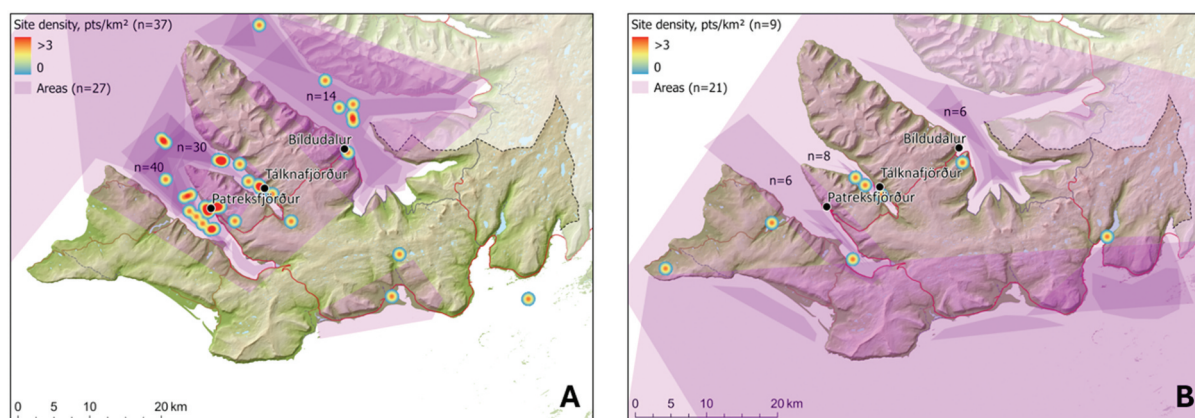 Site density, pts/km² (n=37)
>3
0
Areas (n=27)
n=14
n=30
n=40
Bíldudalur
Tálknafjörður
Patreksfjörður
0 5 10 20 km
A
Site density, pts/km² (n=9)
>3
0
Areas (n=21)
n=6
n=8
n=6
Bíldudalur
Tálknafjörður
Patreksfjörður
0 5 10 20 km
B